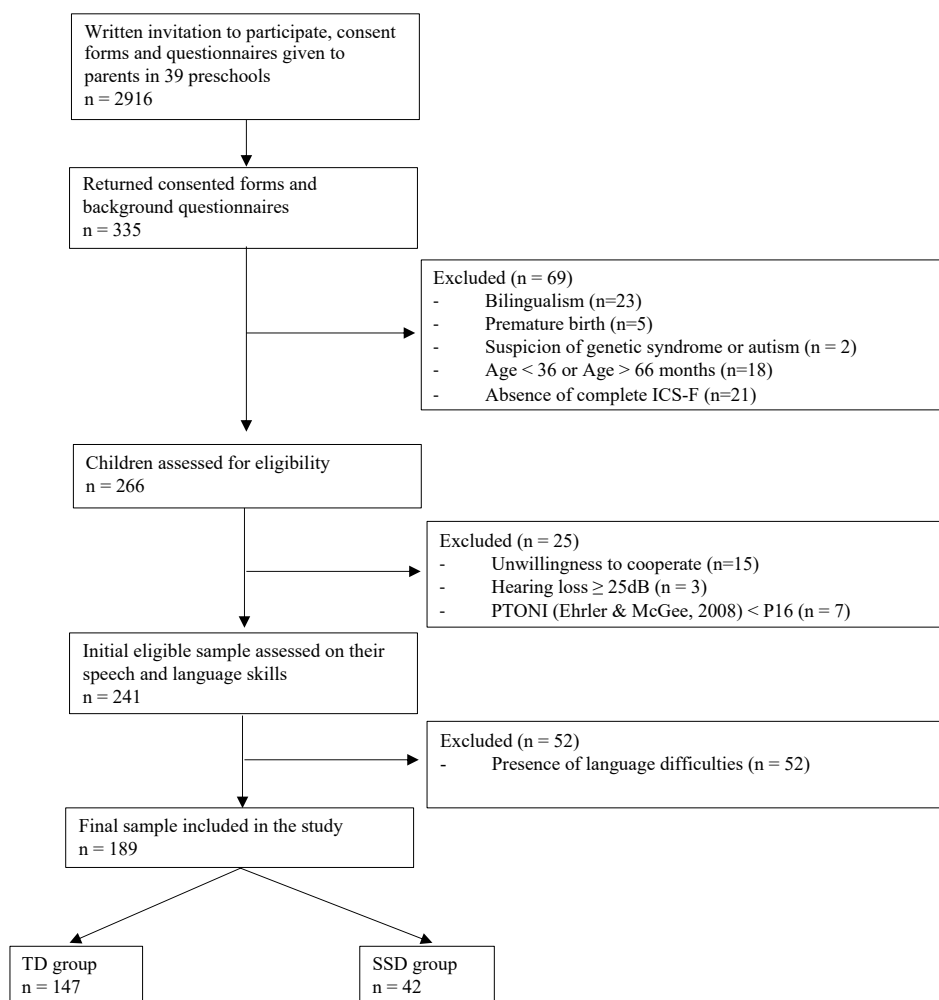 Written invitation to participate, consent
forms and questionnaires given to
parents in 39 preschools
n = 2916
Returned consented forms and
background questionnaires
n = 335
Excluded (n = 69)
- Bilingualism (n=23)
- Premature birth (n=5)
- Suspicion of genetic syndrome or autism (n = 2)
- Age < 36 or Age > 66 months (n=18)
- Absence of complete ICS-F (n=21)
Children assessed for eligibility
n = 266
Excluded (n = 25)
- Unwillingness to cooperate (n=15)
- Hearing loss ≥ 25dB (n = 3)
- PTONI (Ehrler & McGee, 2008) < P16 (n = 7)
Initial eligible sample assessed on their
speech and language skills
n = 241
Excluded (n = 52)
- Presence of language difficulties (n = 52)
Final sample included in the study
n = 189
TD group
n = 147
SSD group
n = 42